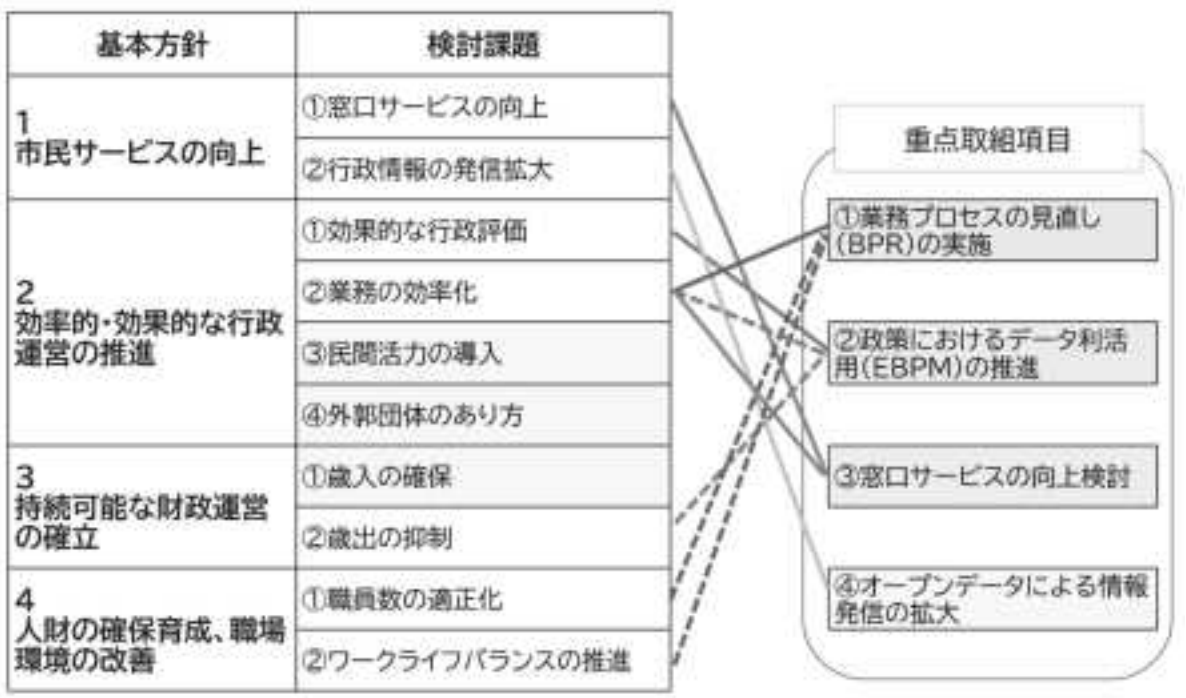 基本方針
検討課題
1
市民サービスの向上
①窓口サービスの向上
②行政情報の発信拡大
2
効率的・効果的な行政
運営の推進
①効果的な行政評価
②業務の効率化
③民間活力の導入
④外郭団体のあり方
3
持続可能な財政運営
の確立
①歳入の確保
②歳出の抑制
4
人財の確保育成、職場
環境の改善
①職員数の適正化
②ワークライフバランスの推進
重点取組項目
①業務プロセスの見直し
(BPR)の実施
②政策におけるデータ利活
用(EBPM)の推進
③窓口サービスの向上検討
④オープンデータによる情報
発信の拡大